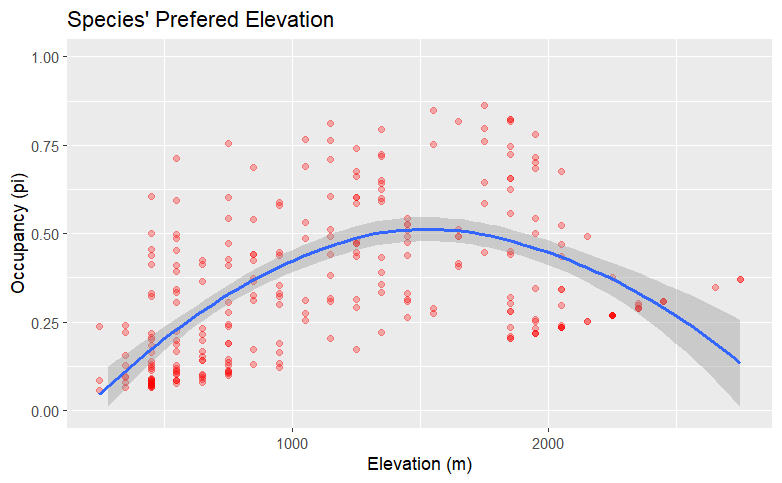 Species' Prefered Elevation
1.00
0.75
0.50
0.25
0.00
Occupancy (pi)
1000
2000
Elevation (m)